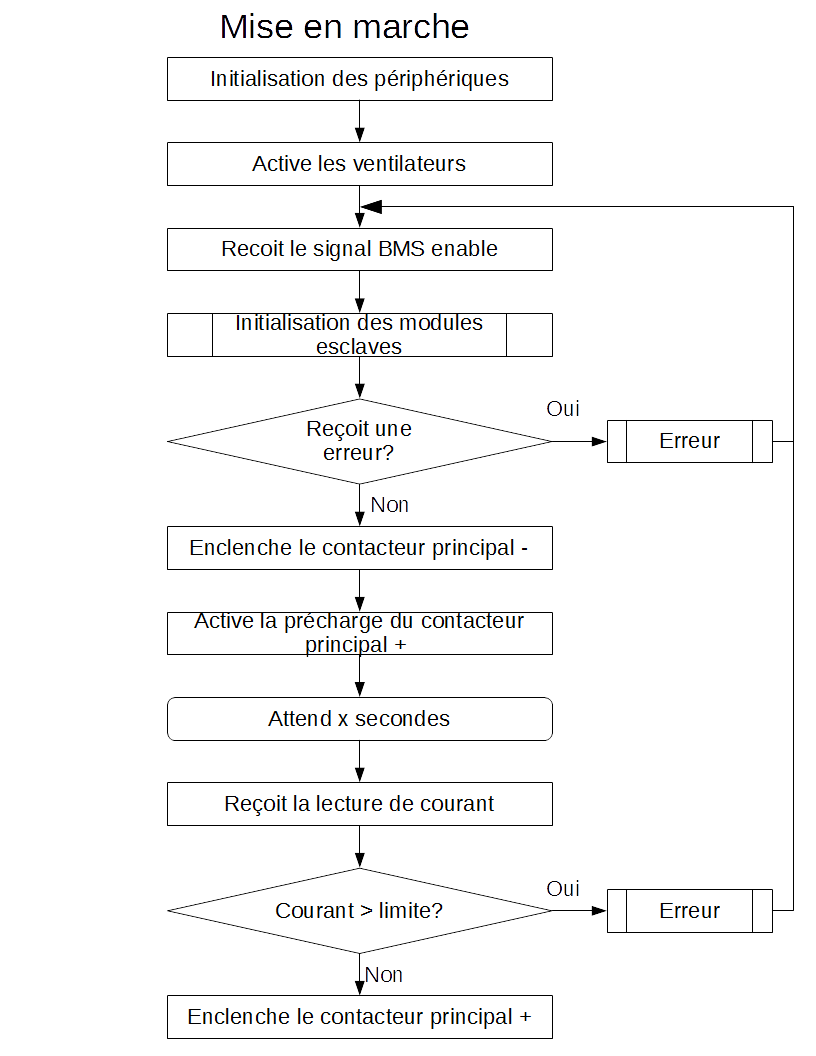 Mise en marche
Initialisation des périphériques
Active les ventilateurs
Recoit le signal BMS enable
Initialisation des modules
esclaves
Reçoit une
erreur?
Oui
Erreur
Non
Enclenche le contacteur principal -
Active la précharge du contacteur
principal +
Attend x secondes
Reçoit la lecture de courant
Courant > limite?
Oui
Erreur
Non
Enclenche le contacteur principal +